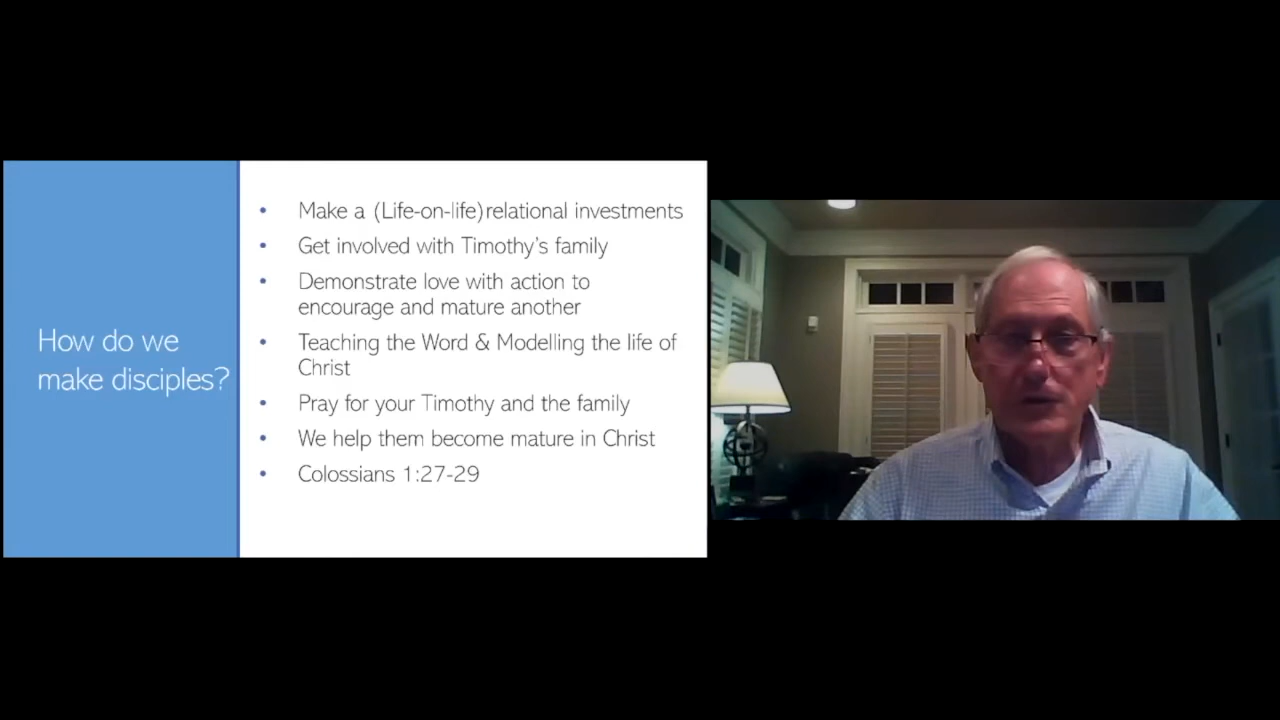 How do we
make disciples?
• Make a (Life-on-life)relational investments
• Get involved with Timothy's family
• Demonstrate love with action to
encourage and mature another
• Teaching the Word & Modelling the life of
Christ
• Pray for your Timothy and the family
• We help them become mature in Christ
• Colossians 1:27-29